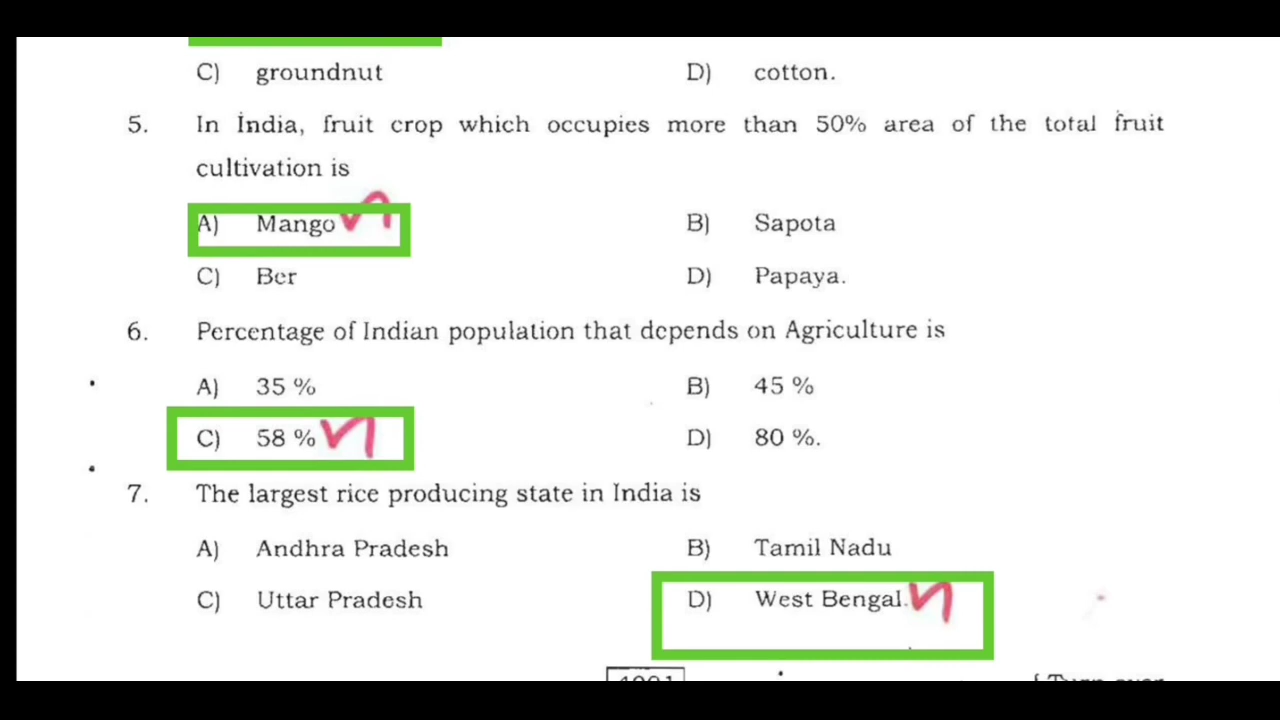 C) groundnut D) cotton.
5. In India, fruit crop which occupies more than 50% area of the total fruit
cultivation is
A) Mango B) Sapota
C) Ber D) Papaya.
6. Percentage of Indian population that depends on Agriculture is
A) 35 % B) 45 %
C) 58 % D) 80 %.
7. The largest rice producing state in India is
A) Andhra Pradesh B) Tamil Nadu
C) Uttar Pradesh D) West Bengal.